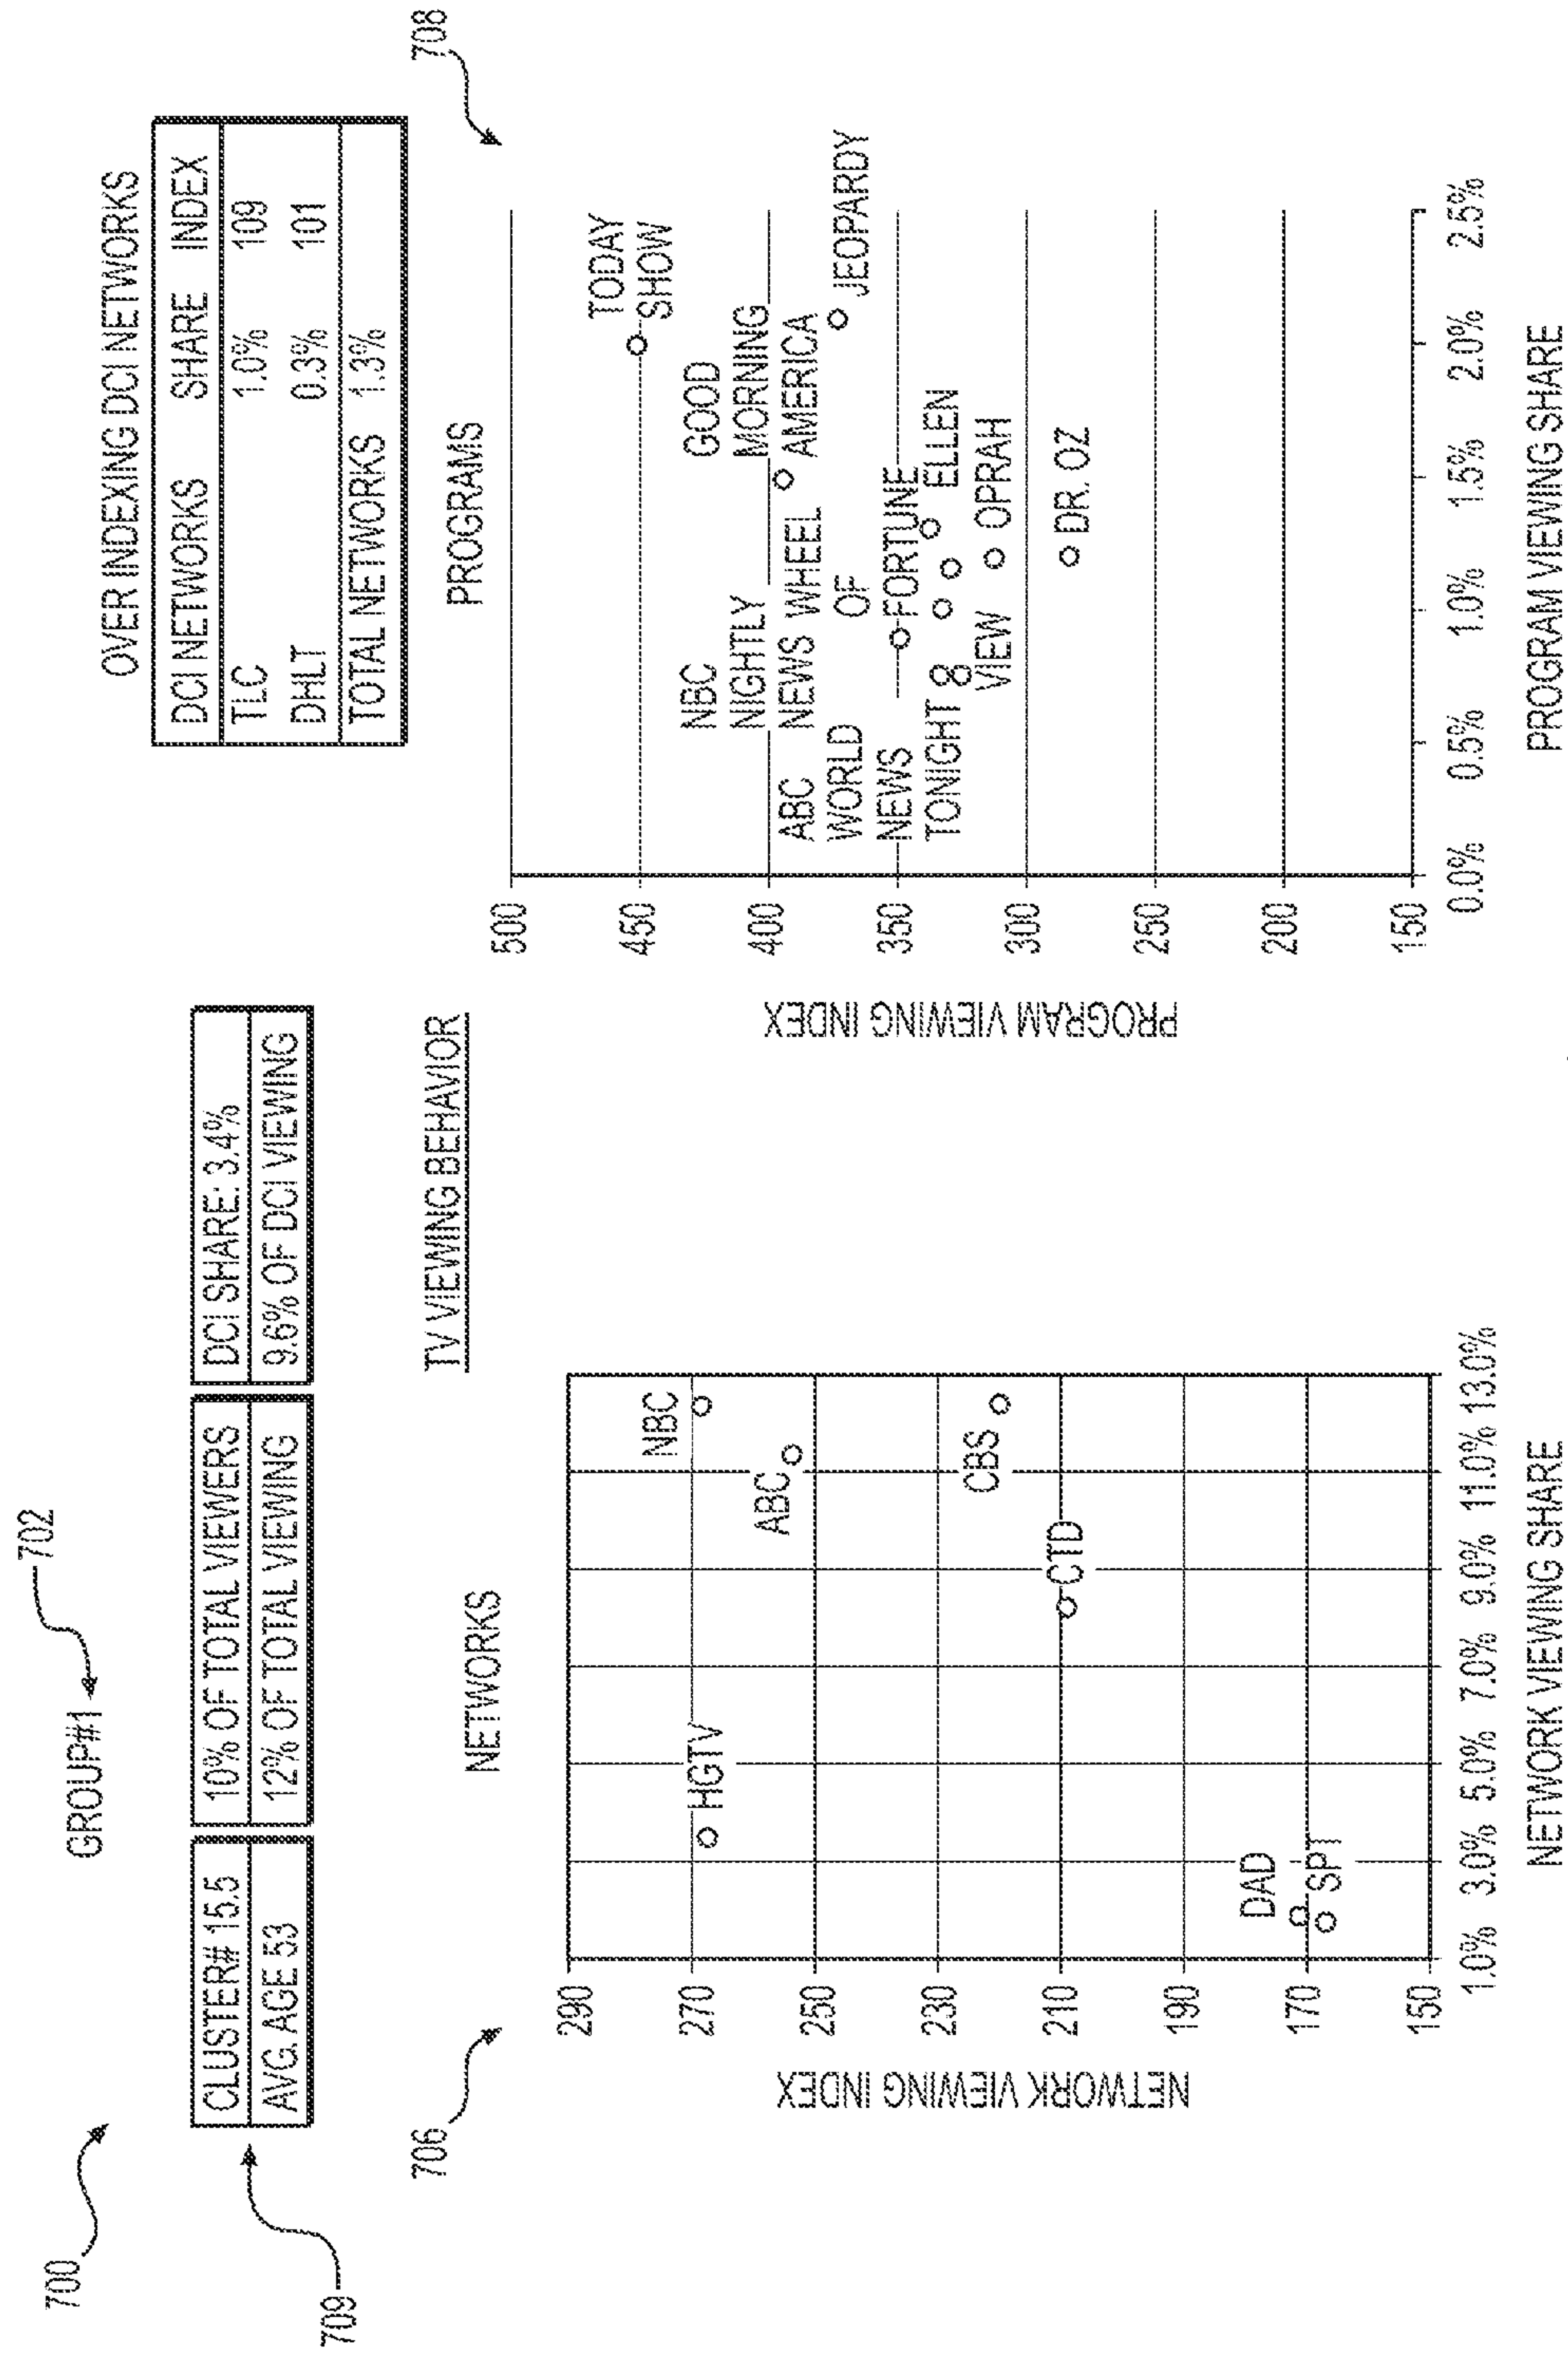 700
GROUP#1
702
709
CLUSTER# 15.5
AVG. AGE 53
10% OF TOTAL VIEWERS
12% OF TOTAL VIEWING
DCI SHARE: 3.4%
9.6% OF DCI VIEWING
OVER INDEXING DCI NETWORKS
DCI NETWORKS SHARE INDEX
TLC 1.0% 109
DHLT 0.3% 101
TOTAL NETWORKS 1.3%
TV VIEWING BEHAVIOR
706
NETWORKS
NETWORK VIEWING INDEX
290
270
250
230
210
190
170
150
HGTV
NBC
ABC
CBS
CTD
DAD
SPT
1.0% 3.0% 5.0% 7.0% 9.0% 11.0% 13.0%
NETWORK VIEWING SHARE
708
PROGRAMS
PROGRAM VIEWING INDEX
500
450
400
350
300
250
200
150
TODAY
SHOW
GOOD
MORNING
AMERICA
JEOPARDY
NBC
NIGHTLY
NEWS
WHEEL
OF
FORTUNE
ABC
WORLD
NEWS
TONIGHT
ELLEN
VIEW
OPRAH
DR. OZ
0.0% 0.5% 1.0% 1.5% 2.0% 2.5%
PROGRAM VIEWING SHARE